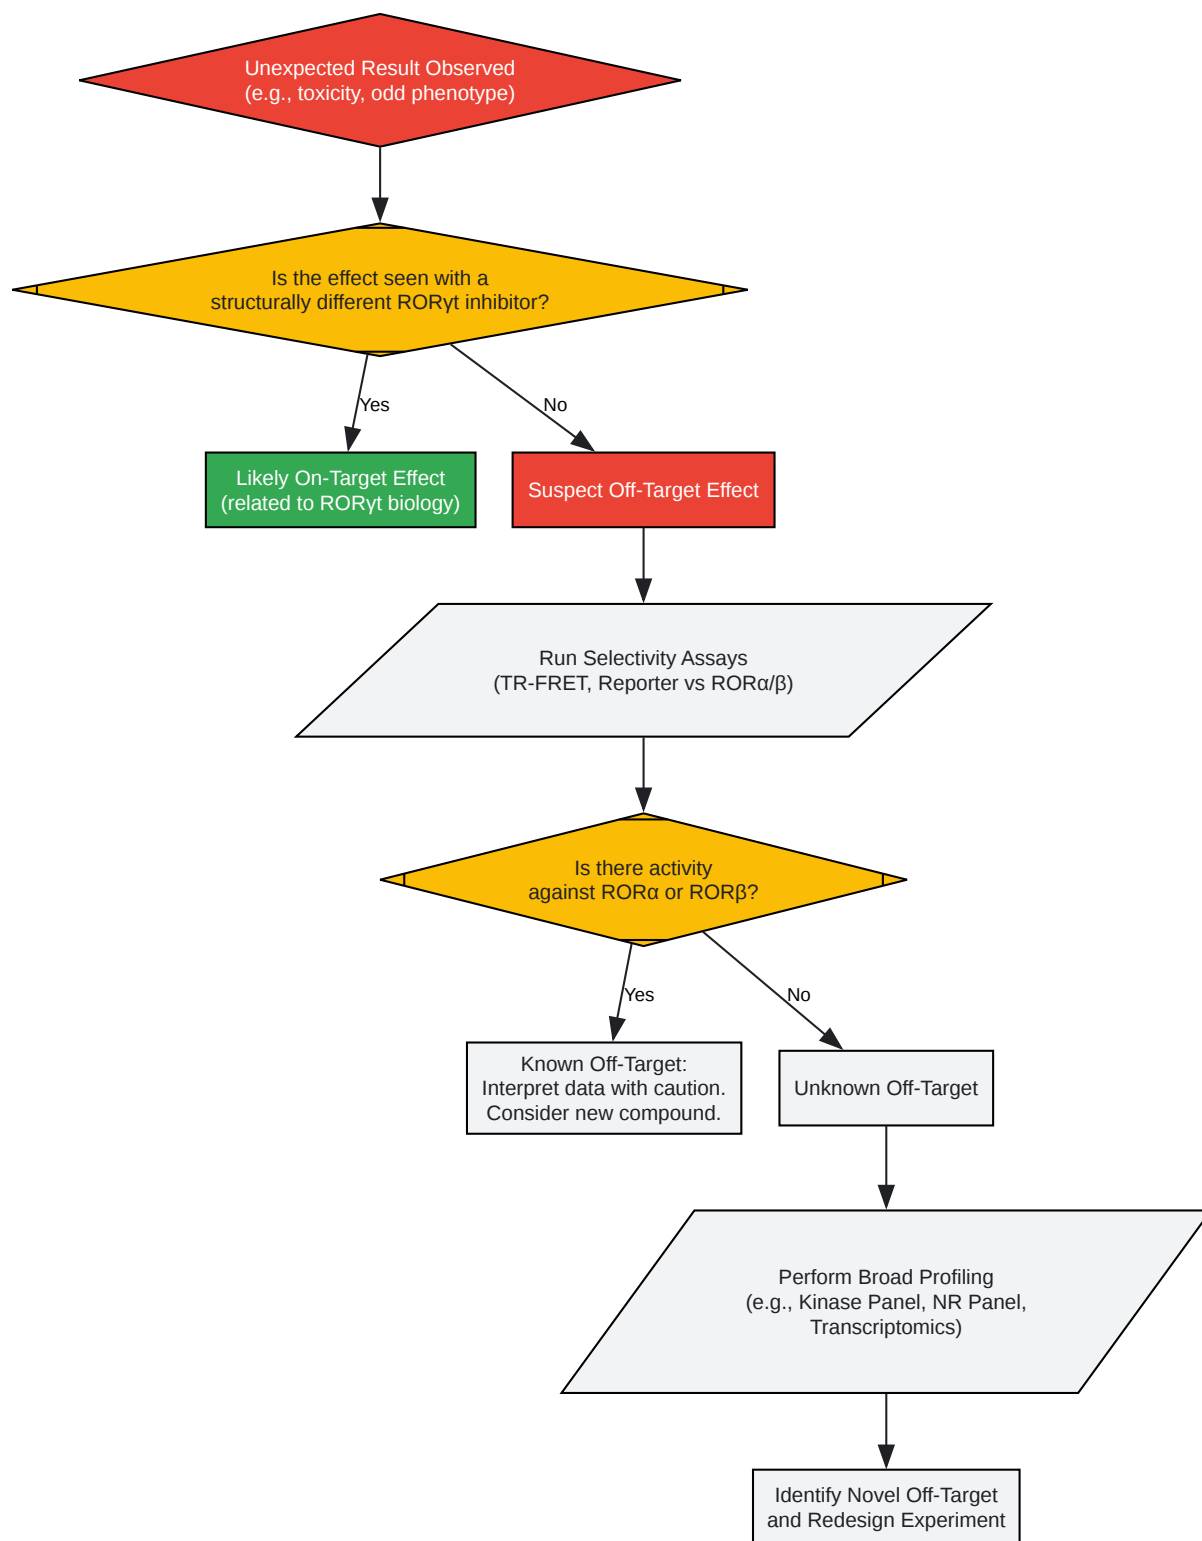 Unexpected Result Observed
(e.g., toxicity, odd phenotype)
Is the effect seen with a
structurally different RORγt inhibitor?
Yes
No
Likely On-Target Effect
(related to RORγt biology)
Suspect Off-Target Effect
Run Selectivity Assays
(TR-FRET, Reporter vs RORα/β)
Is there activity
against RORα or RORβ?
Yes
No
Known Off-Target:
Interpret data with caution.
Consider new compound.
Unknown Off-Target
Perform Broad Profiling
(e.g., Kinase Panel, NR Panel,
Transcriptomics)
Identify Novel Off-Target
and Redesign Experiment